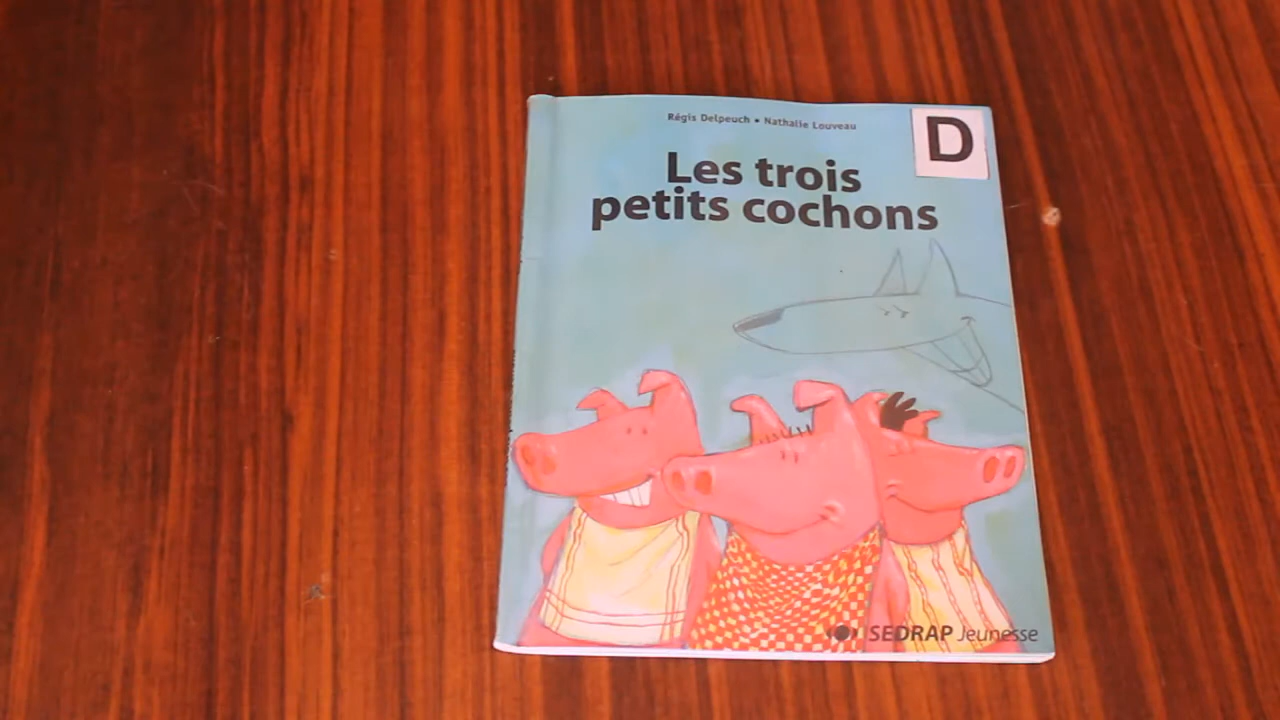 Régis Delpeuch • Nathalie Louveau
D
Les trois
petits cochons
SEDRAP Jeunesse